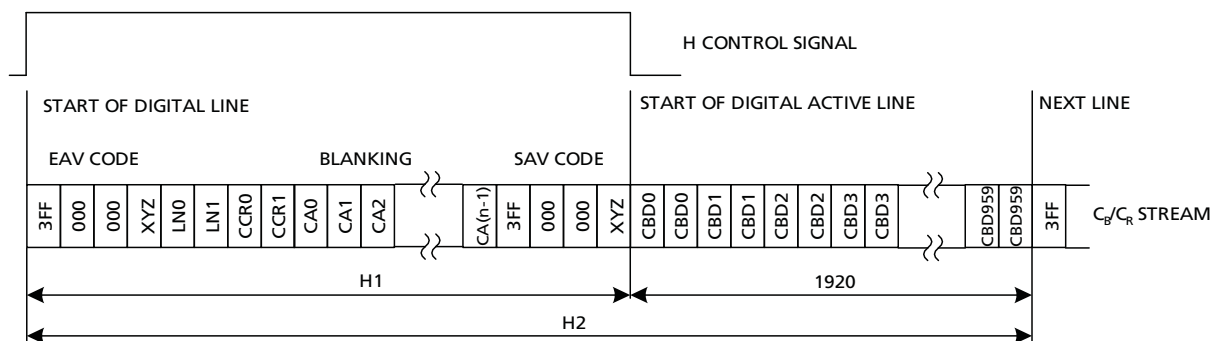 H CONTROL SIGNAL
START OF DIGITAL LINE
START OF DIGITAL ACTIVE LINE
NEXT LINE
EAV CODE
BLANKING
SAV CODE
3FF 000 000 XYZ LN0 LN1 CCR0 CCR1 CA0 CA1 CA2 CA(n-1) 3FF 000 000 XYZ CBD0 CBD0 CBD1 CBD1 CBD2 CBD2 CBD3 CBD3 CBD959 CBD959 3FF
CB/CR STREAM
H1
1920
H2